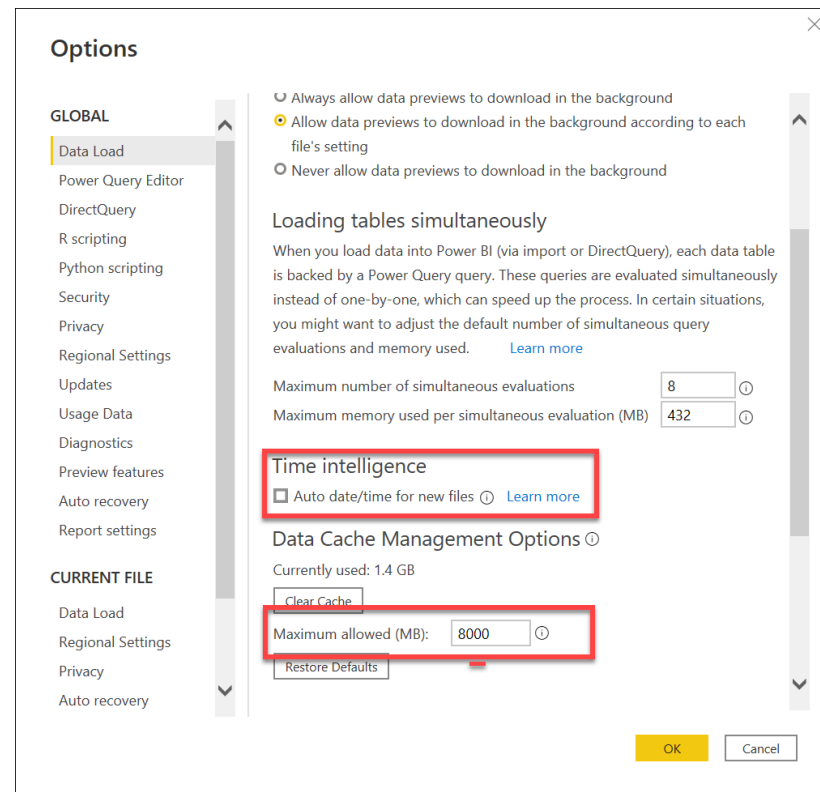 Options
GLOBAL
Data Load
Power Query Editor
DirectQuery
R scripting
Python scripting
Security
Privacy
Regional Settings
Updates
Usage Data
Diagnostics
Preview features
Auto recovery
Report settings
CURRENT FILE
Data Load
Regional Settings
Privacy
Auto recovery
Always allow data previews to download in the background
Allow data previews to download in the background according to each
file's setting
Never allow data previews to download in the background
Loading tables simultaneously
When you load data into Power BI (via import or DirectQuery), each data table
is backed by a Power Query query. These queries are evaluated simultaneously
instead of one-by-one, which can speed up the process. In certain situations,
you might want to adjust the default number of simultaneous query
evaluations and memory used. Learn more
Maximum number of simultaneous evaluations 8
Maximum memory used per simultaneous evaluation (MB) 432
Time intelligence
Auto date/time for new files Learn more
Data Cache Management Options
Currently used: 1.4 GB
Clear Cache
Maximum allowed (MB): 8000
Restore Defaults
OK Cancel